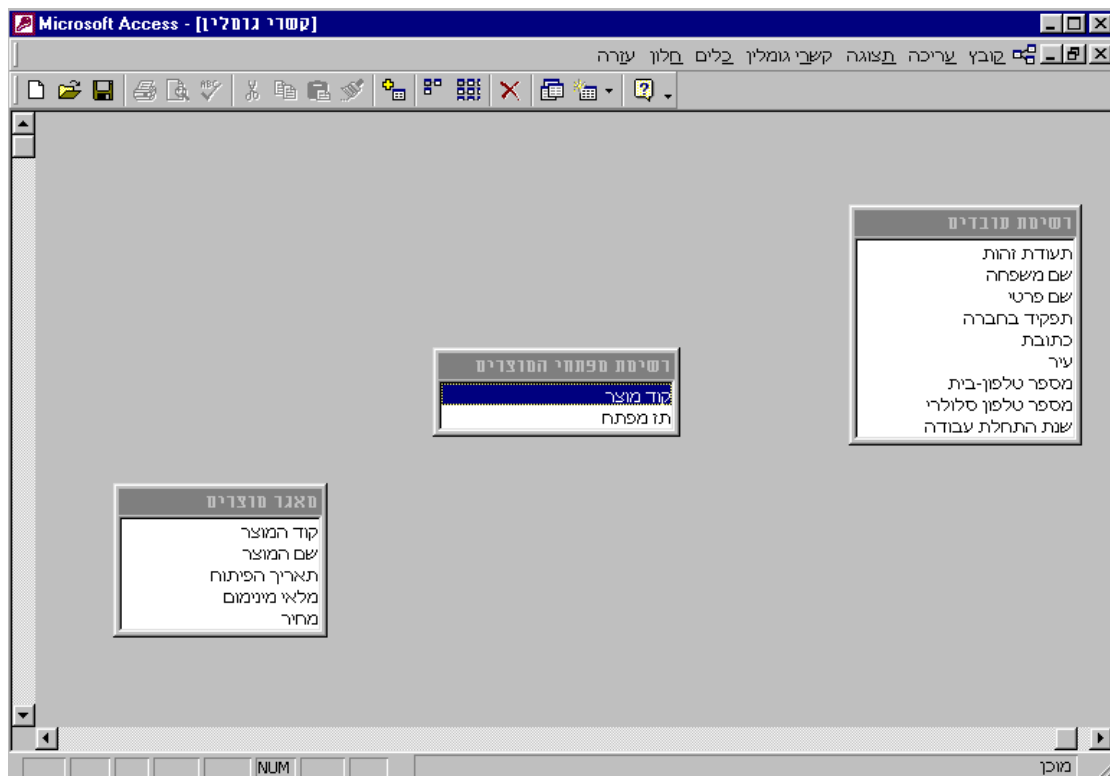 Microsoft Access - [קשרי גומלין]
קובץ עריכה תצוגה קשרי גומלין כלים חלון עזרה
רשימת עובדים
תעודת זהות
שם משפחה
שם פרטי
תפקיד בחברה
כתובת
עיר
מספר טלפון-בית
מספר טלפון סלולרי
שנת התחלת עבודה
רשימת מפתחי המוצרים
קוד מוצר
תז מפתח
מאגר מוצרים
קוד המוצר
שם המוצר
תאריך הפיתוח
מלאי מינימום
מחיר
מוכן
NUM